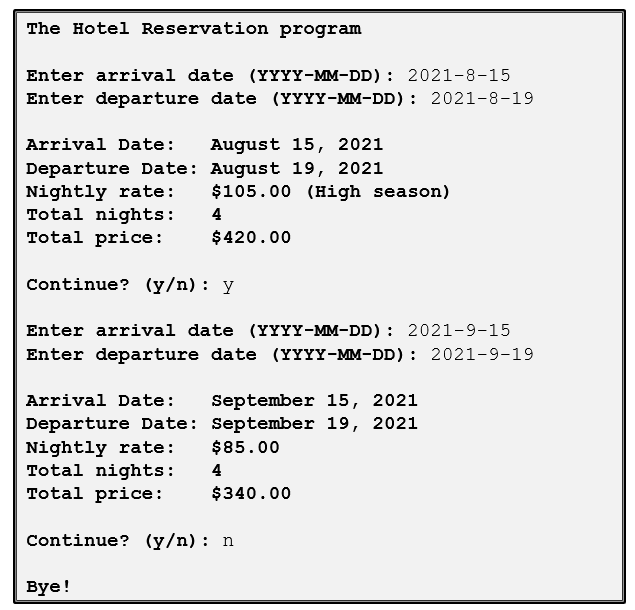 The Hotel Reservation program
Enter arrival date (YYYY-MM-DD): 2021-8-15
Enter departure date (YYYY-MM-DD): 2021-8-19
Arrival Date:   August 15, 2021
Departure Date: August 19, 2021
Nightly rate:   $105.00 (High season)
Total nights:   4
Total price:    $420.00
Continue? (y/n): y
Enter arrival date (YYYY-MM-DD): 2021-9-15
Enter departure date (YYYY-MM-DD): 2021-9-19
Arrival Date:   September 15, 2021
Departure Date: September 19, 2021
Nightly rate:   $85.00
Total nights:   4
Total price:    $340.00
Continue? (y/n): n
Bye!